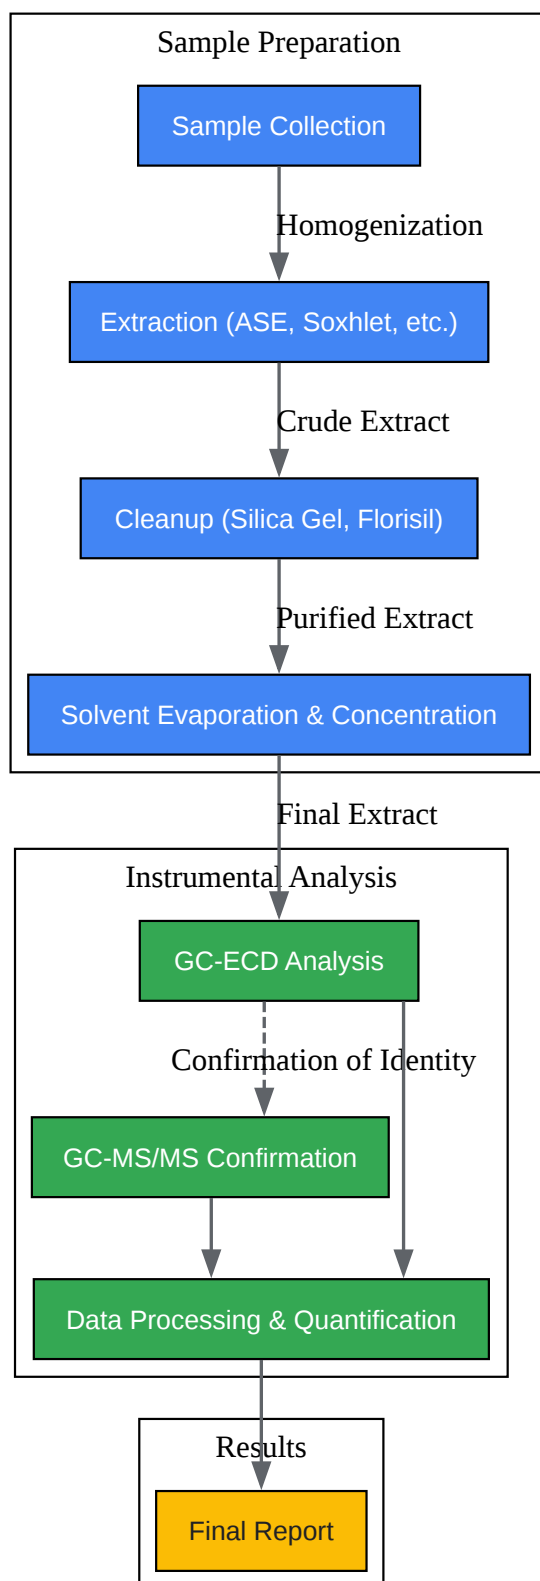 Sample Preparation
Sample Collection
Homogenization
Extraction (ASE, Soxhlet, etc.)
Crude Extract
Cleanup (Silica Gel, Florisil)
Purified Extract
Solvent Evaporation & Concentration
Final Extract
Instrumental Analysis
GC-ECD Analysis
Confirmation of Identity
GC-MS/MS Confirmation
Data Processing & Quantification
Results
Final Report